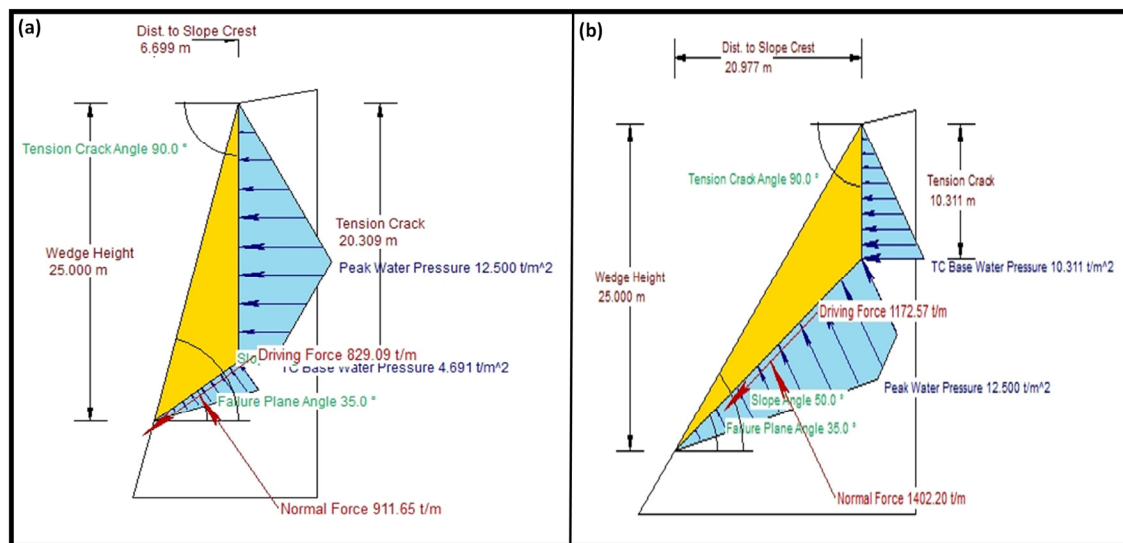 (a)
Dist. to Slope Crest
6.699 m
Tension Crack Angle 90.0 °
Wedge Height
25.000 m
Tension Crack
20.309 m
Peak Water Pressure 12.500 t/m^2
Driving Force 829.09 t/m
TC Base Water Pressure 4.691 t/m^2
Failure Plane Angle 35.0 °
Normal Force 911.65 t/m
(b)
Dist. to Slope Crest
20.977 m
Tension Crack Angle 90.0 °
Tension Crack
10.311 m
Wedge Height
25.000 m
TC Base Water Pressure 10.311 t/m^2
Driving Force 1172.57 t/m
Peak Water Pressure 12.500 t/m^2
Slope Angle 50.0 °
Failure Plane Angle 35.0 °
Normal Force 1402.20 t/m